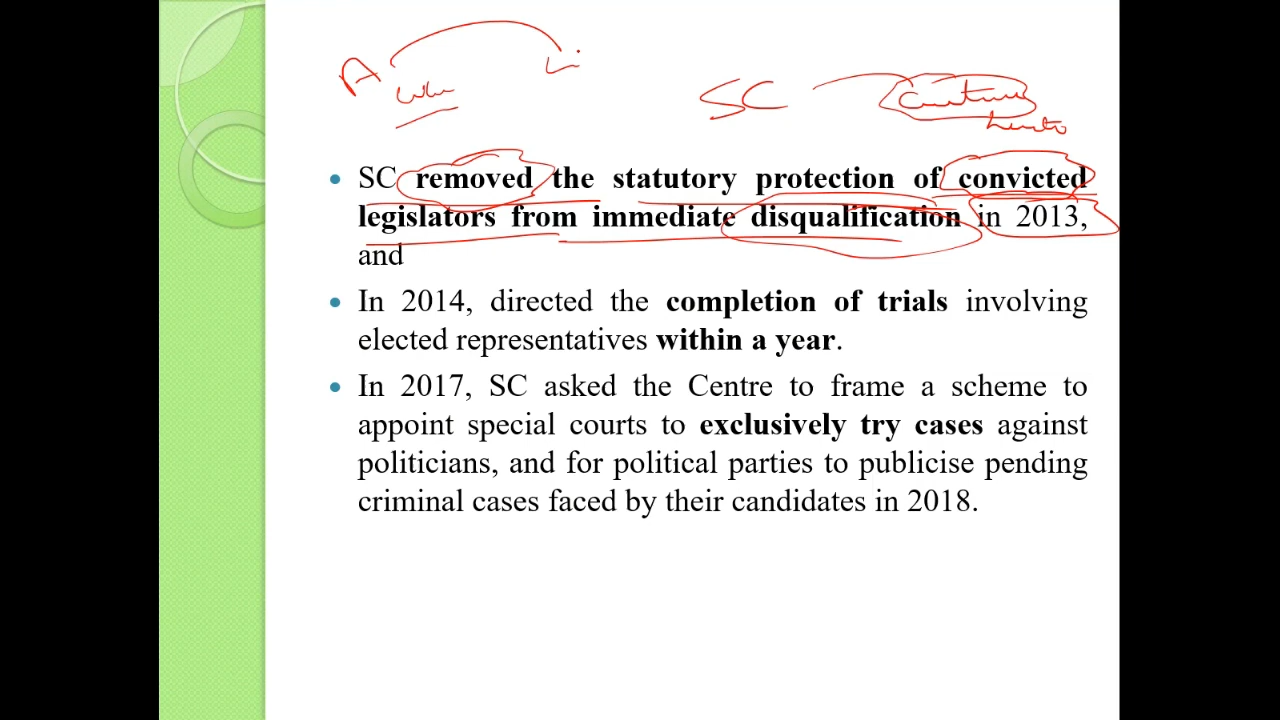 A
SC
SC removed the statutory protection of convicted
legislators from immediate disqualification in 2013,
and
In 2014, directed the completion of trials involving
elected representatives within a year.
In 2017, SC asked the Centre to frame a scheme to
appoint special courts to exclusively try cases against
politicians, and for political parties to publicise pending
criminal cases faced by their candidates in 2018.